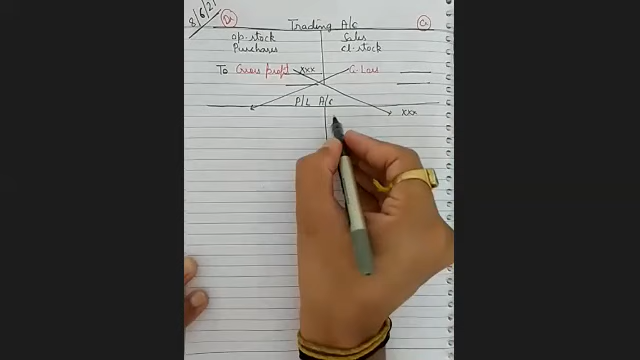 8/6/21
Dr Trading A/c Cr
op. stock Sales
Purchases cl. stock
To Gross profit xxx G. Loss
P/L A/c
xxx